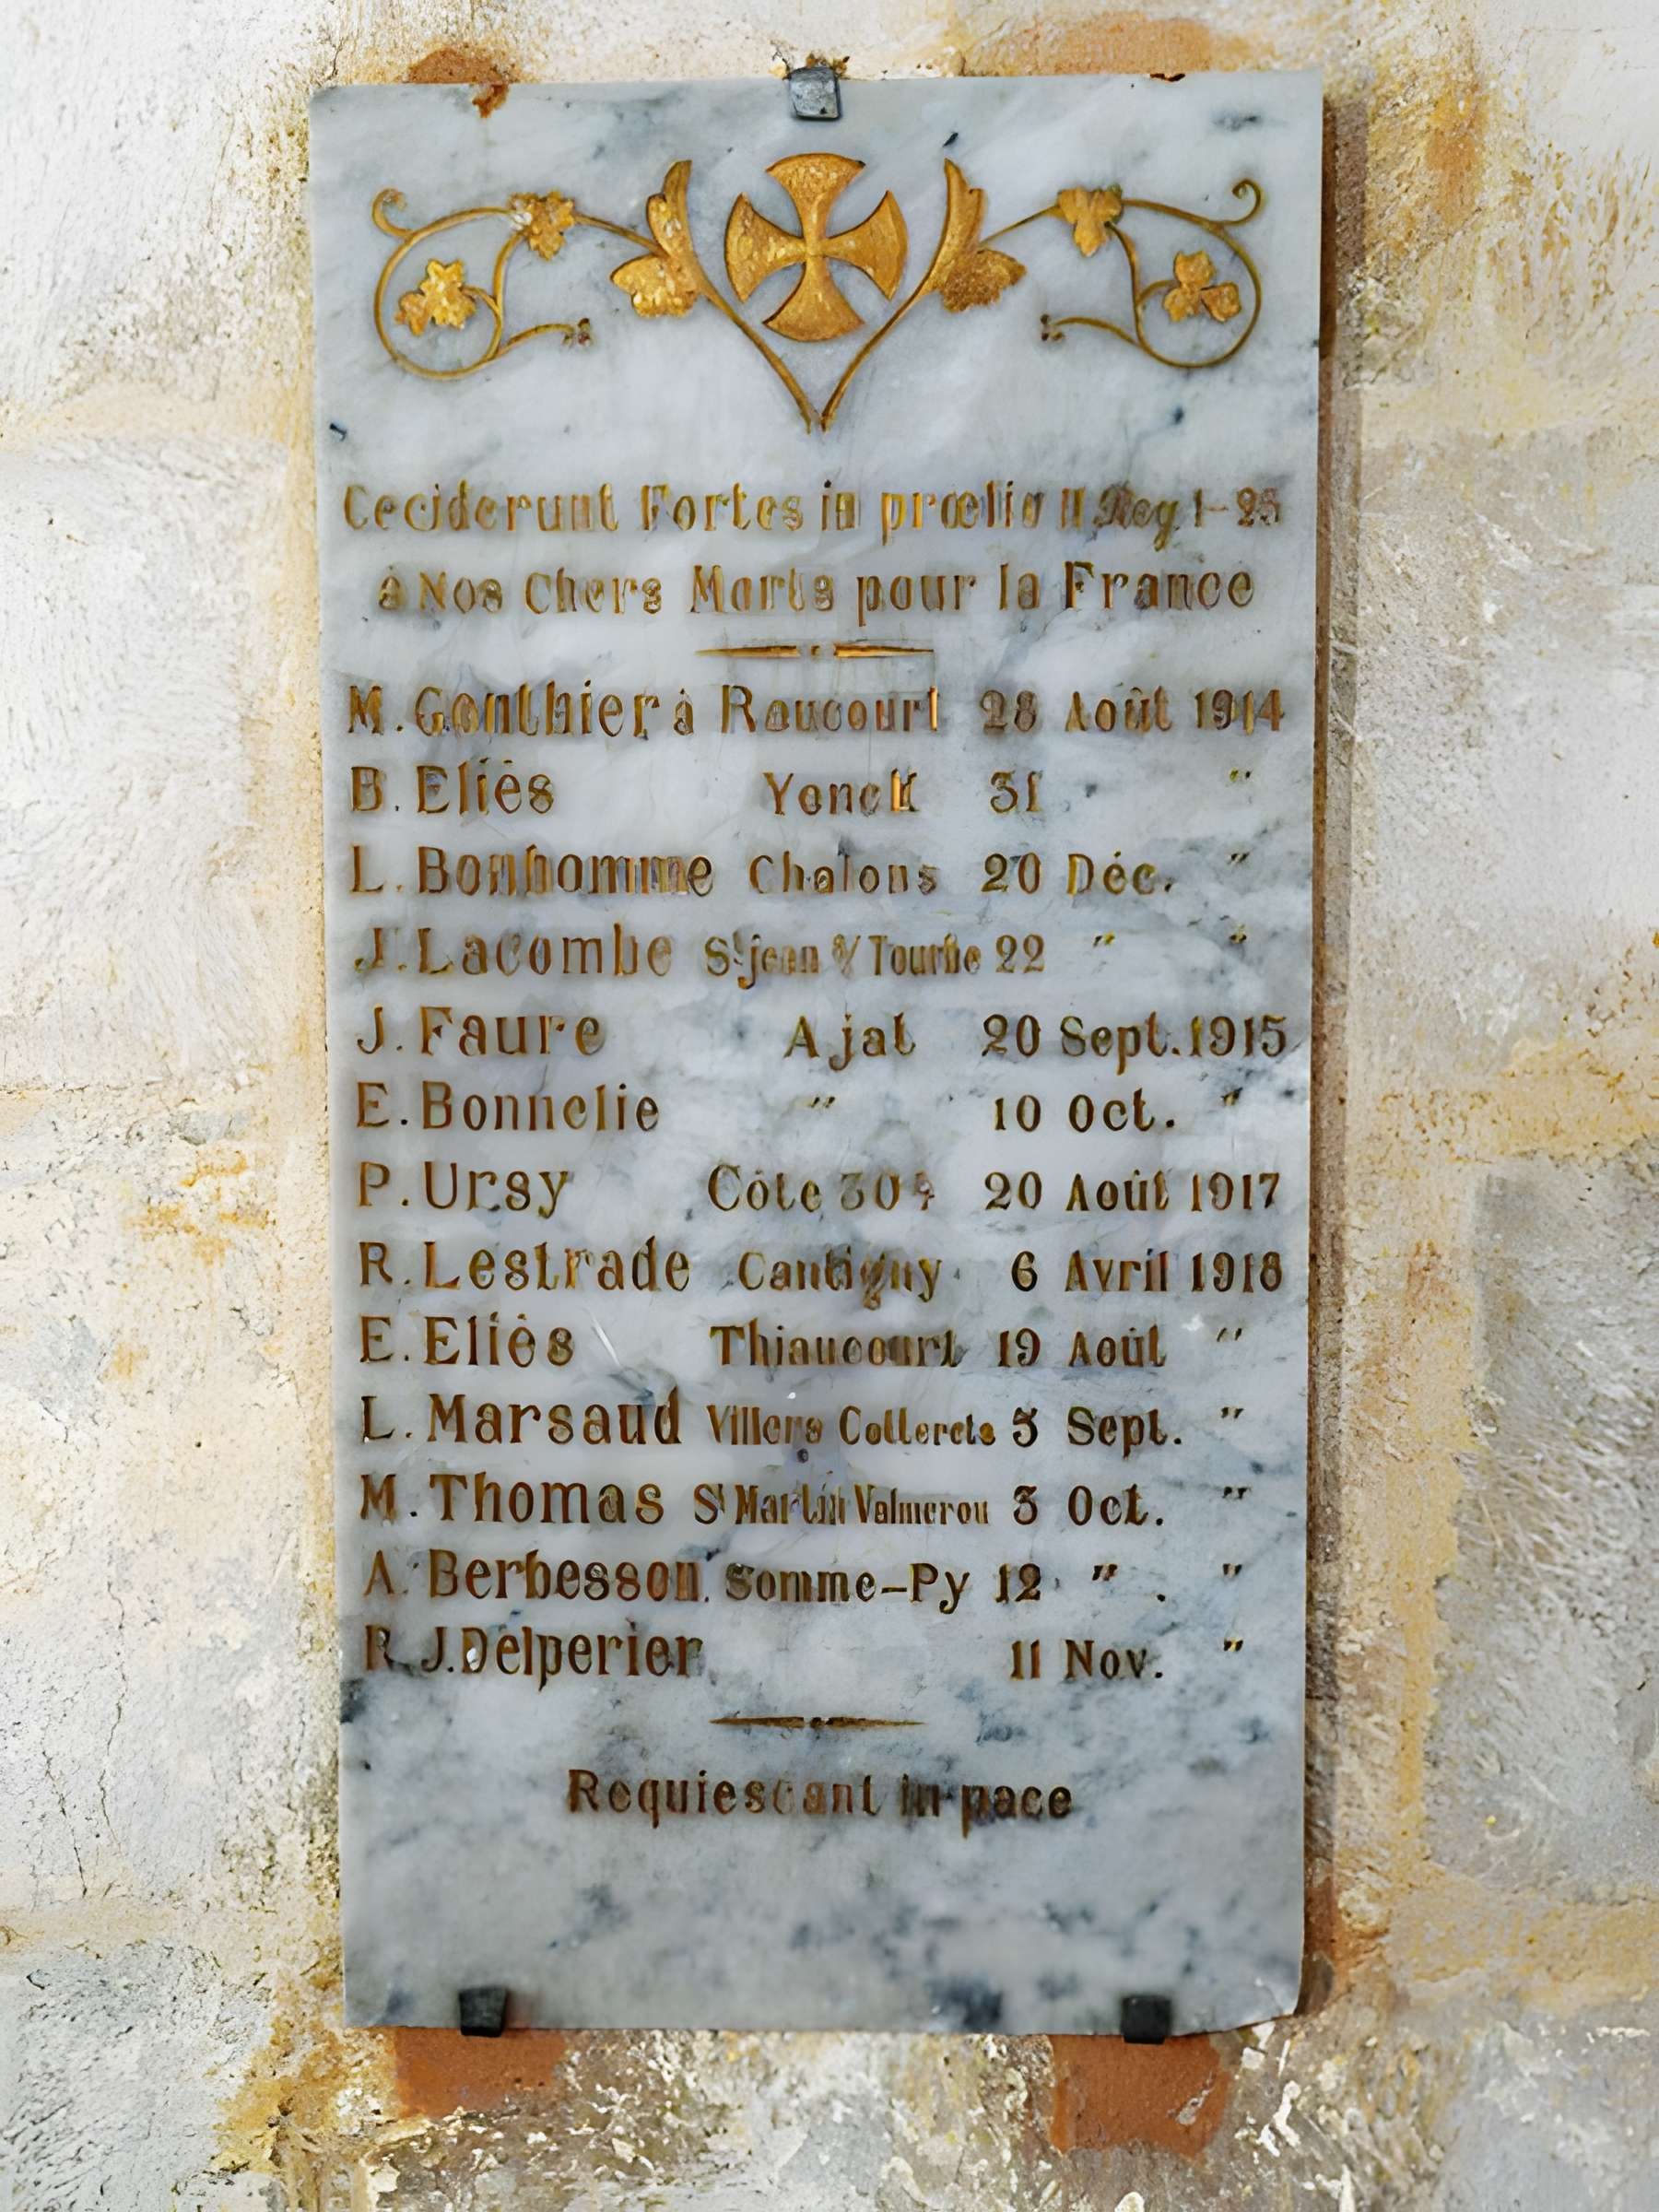 Ceciderunt Fortes in prœlio II Reg. 1-25
à Nos Chers Morts pour la France
M. Gonthier à Raucourt 28 Août 1914
B. Eliès Yonck 31 " "
L. Bonhomme Chalons 20 Déc. "
J. Lacombe St jean s/ Tourbe 22 " "
J. Faure Ajat 20 Sept. 1915
E. Bonnelie " 10 Oct. "
P. Ursy Côte 304 20 Août 1917
R. Lestrade Cantigny 6 Avril 1918
E. Eliès Thiaucourt 19 Août "
L. Marsaud Villers Cotterets 3 Sept. "
M. Thomas St Martin Valmerou 3 Oct. "
A. Berbesson Somme-Py 12 " "
R. J. Delperier 11 Nov. "
Requiescant in pace